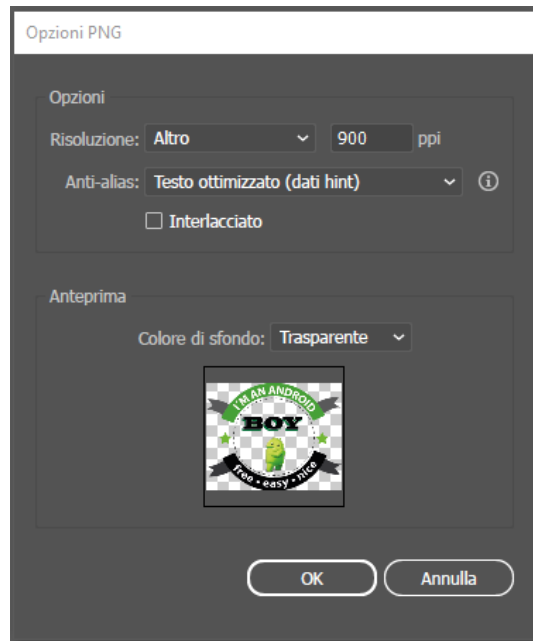 Opzioni PNG
Opzioni
Risoluzione: Altro 900 ppi
Anti-alias: Testo ottimizzato (dati hint)
Interlacciato
Anteprima
Colore di sfondo: Trasparente
I'M AN ANDROID
BOY
free • easy • nice
OK Annulla